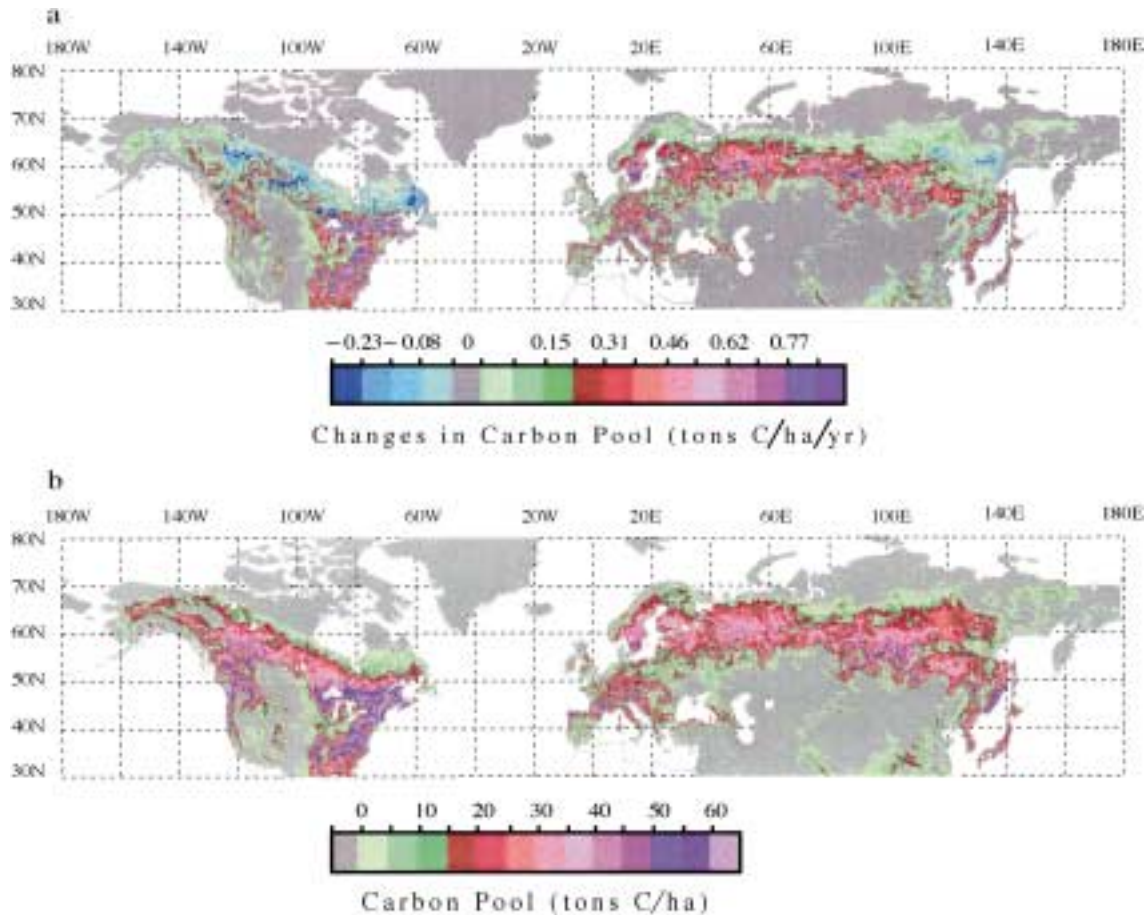 a
180W 140W 100W 60W 20W 20E 60E 100E 140E 180E
80N
70N
60N
50N
40N
30N
−0.23 −0.08 0 0.15 0.31 0.46 0.62 0.77
Changes in Carbon Pool (tons C/ha/yr)
b
180W 140W 100W 60W 20W 20E 60E 100E 140E 180E
80N
70N
60N
50N
40N
30N
0 10 20 30 40 50 60
Carbon Pool (tons C/ha)